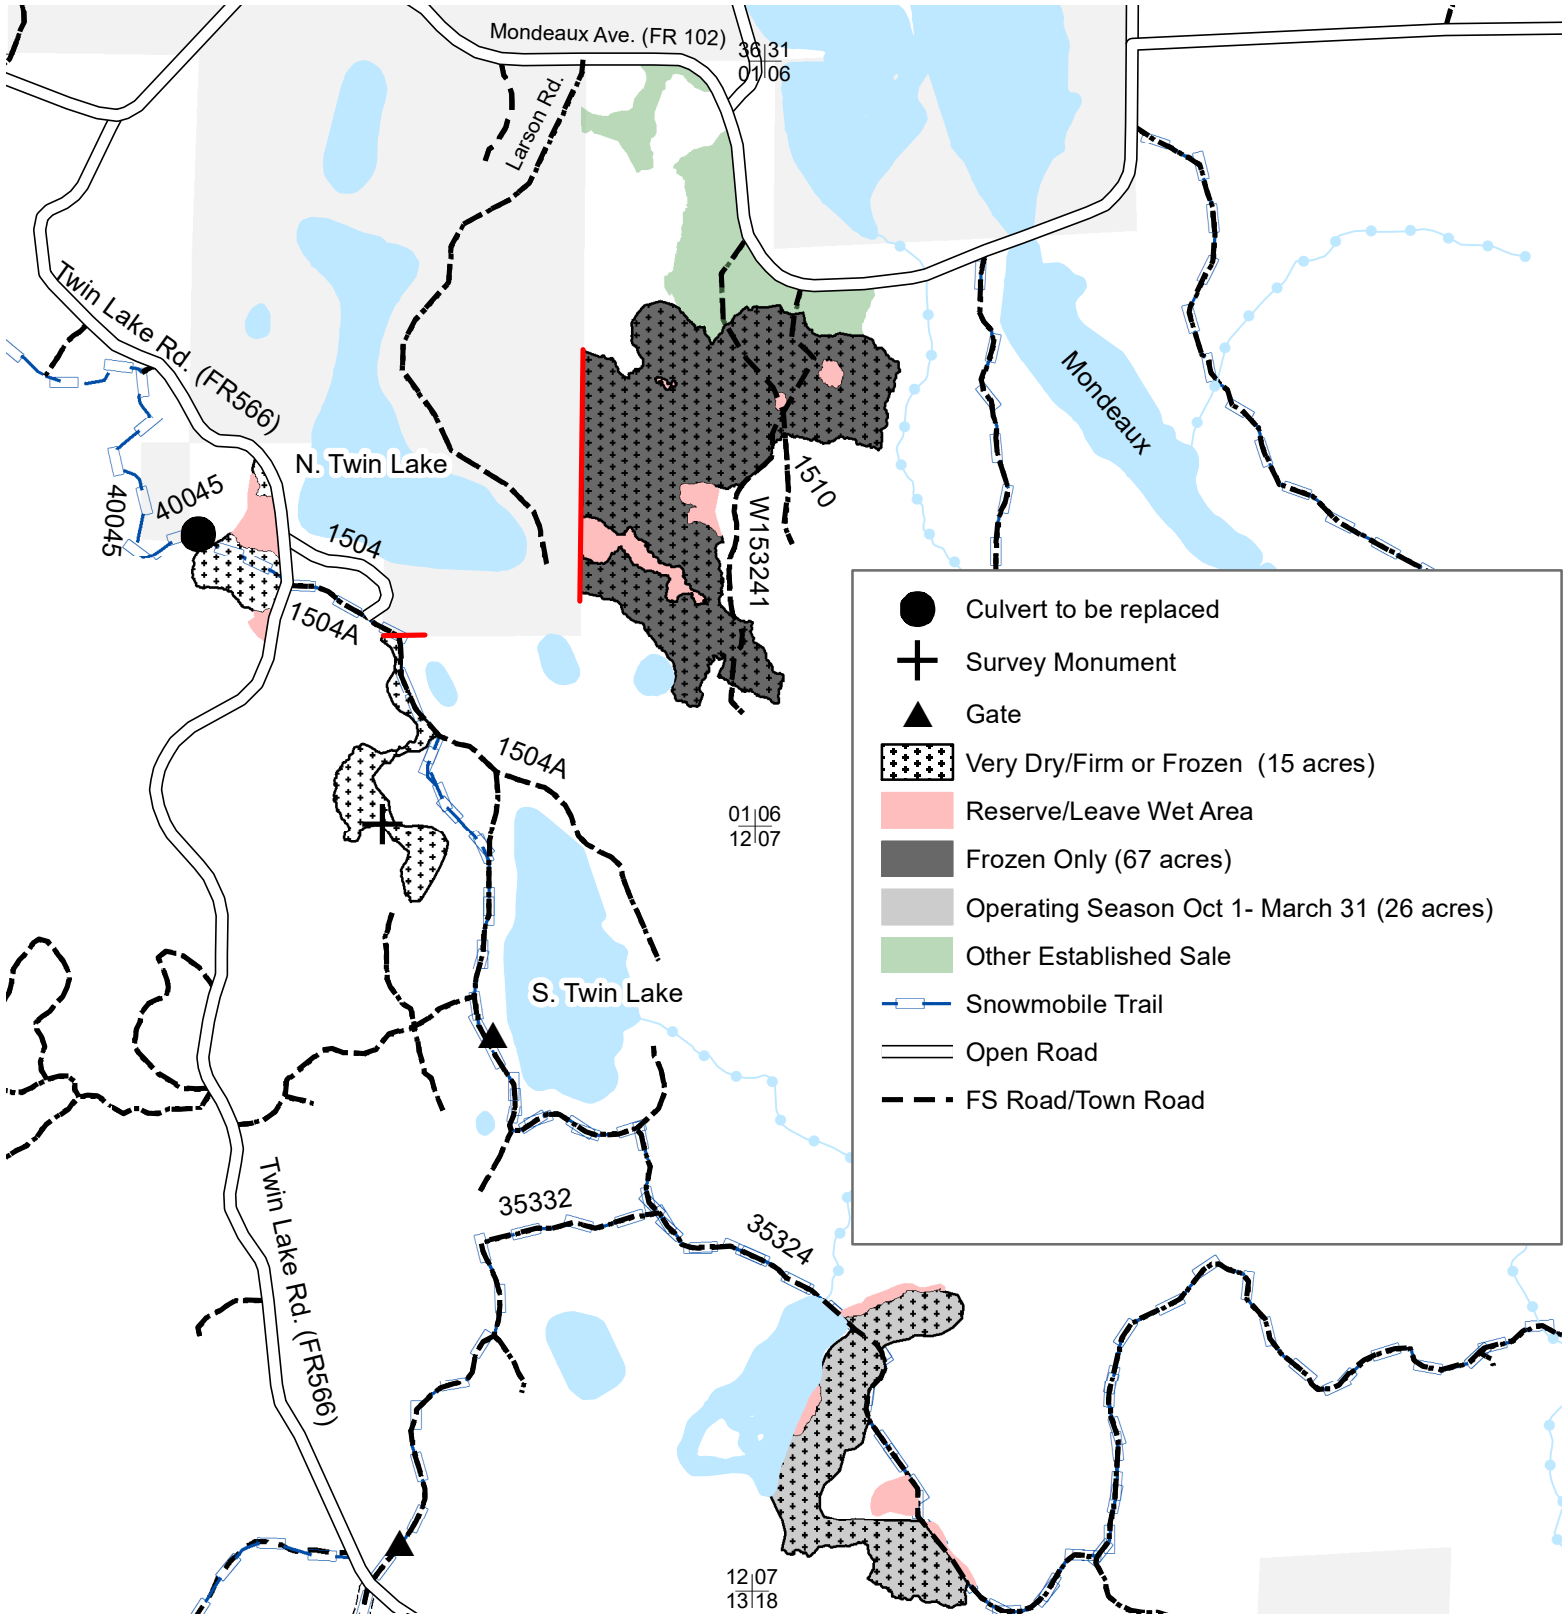 Mondeaux Ave. (FR 102)
36 31
01 06
Larson Rd.
Twin Lake Rd. (FR566)
Mondeaux
N. Twin Lake
40045
40045
1504
1510
W153241
1504A
1504A
01 06
12 07
S. Twin Lake
35332
35324
Twin Lake Rd. (FR566)
12 07
13 18
Culvert to be replaced
Survey Monument
Gate
Very Dry/Firm or Frozen (15 acres)
Reserve/Leave Wet Area
Frozen Only (67 acres)
Operating Season Oct 1- March 31 (26 acres)
Other Established Sale
Snowmobile Trail
Open Road
FS Road/Town Road